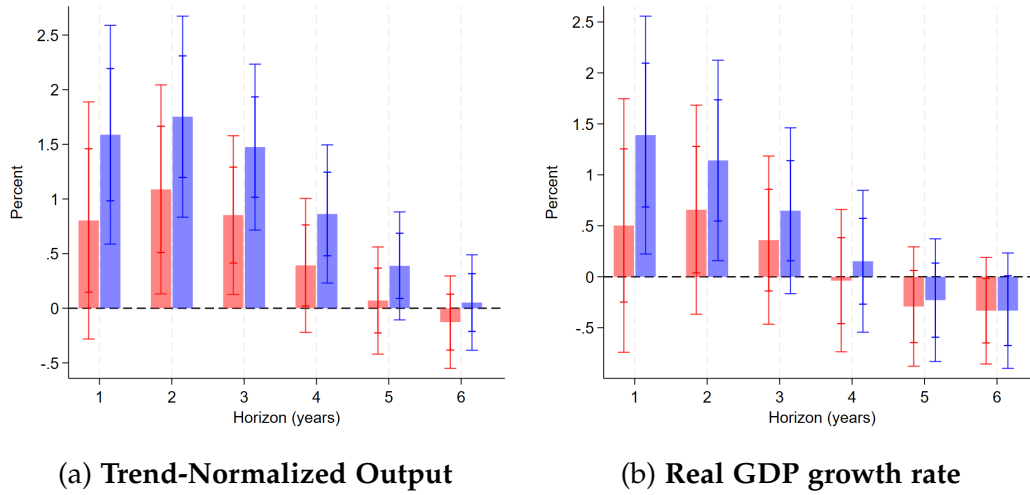 2.5
2
1.5
1
.5
0
-.5
Percent
1 2 3 4 5 6
Horizon (years)
(a) Trend-Normalized Output
2.5
2
1.5
1
.5
0
-.5
Percent
1 2 3 4 5 6
Horizon (years)
(b) Real GDP growth rate